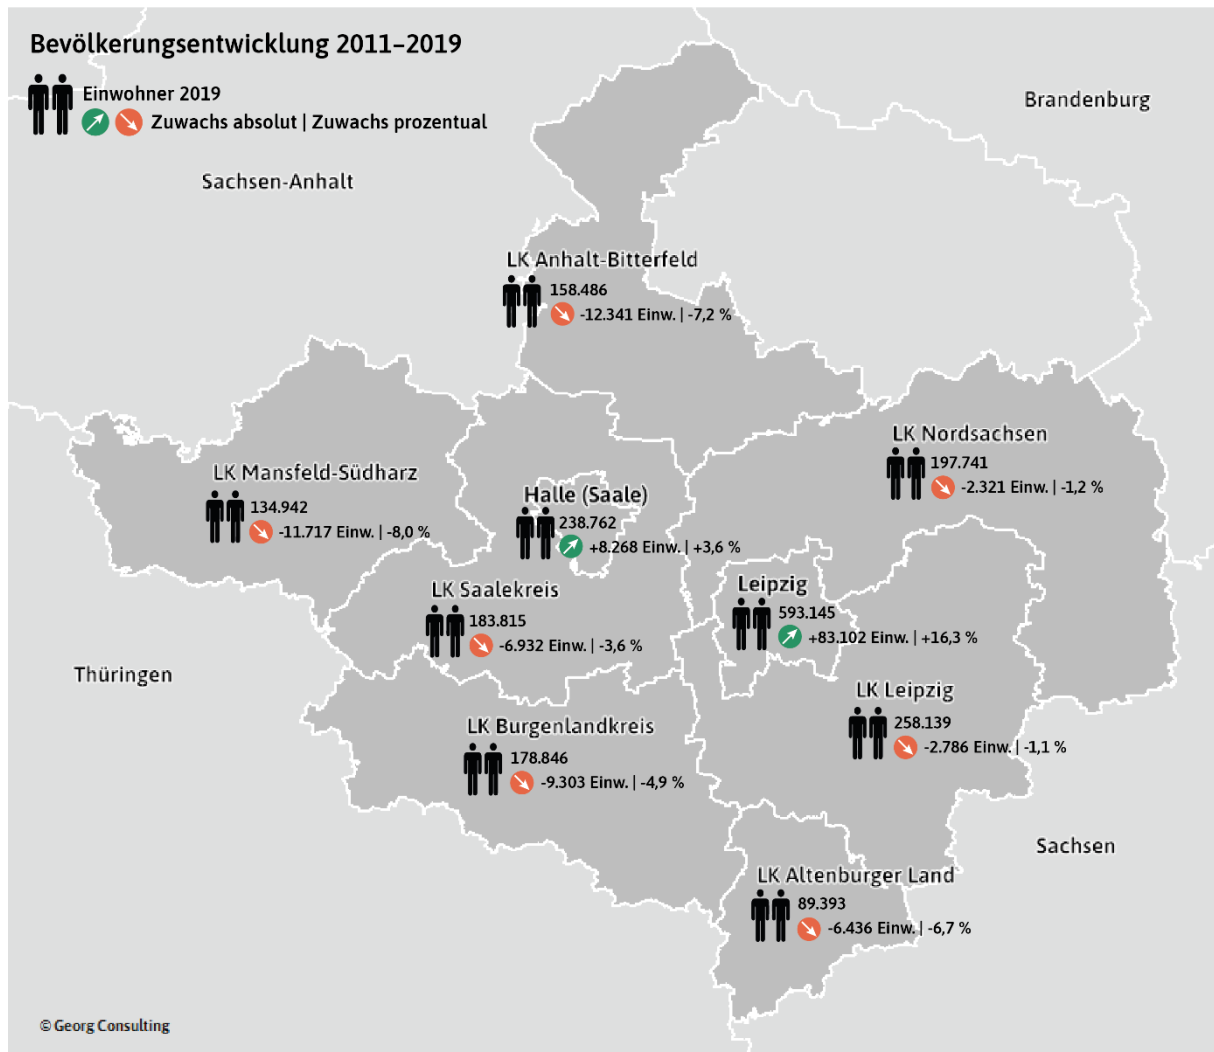 Bevölkerungsentwicklung 2011–2019
Einwohner 2019
Zuwachs absolut | Zuwachs prozentual
Brandenburg
Sachsen-Anhalt
LK Anhalt-Bitterfeld
158.486
-12.341 Einw. | -7,2 %
LK Nordsachsen
197.741
-2.321 Einw. | -1,2 %
LK Mansfeld-Südharz
134.942
-11.717 Einw. | -8,0 %
Halle (Saale)
238.762
+8.268 Einw. | +3,6 %
LK Saalekreis
183.815
-6.932 Einw. | -3,6 %
Leipzig
593.145
+83.102 Einw. | +16,3 %
Thüringen
LK Leipzig
258.139
-2.786 Einw. | -1,1 %
LK Burgenlandkreis
178.846
-9.303 Einw. | -4,9 %
Sachsen
LK Altenburger Land
89.393
-6.436 Einw. | -6,7 %
© Georg Consulting